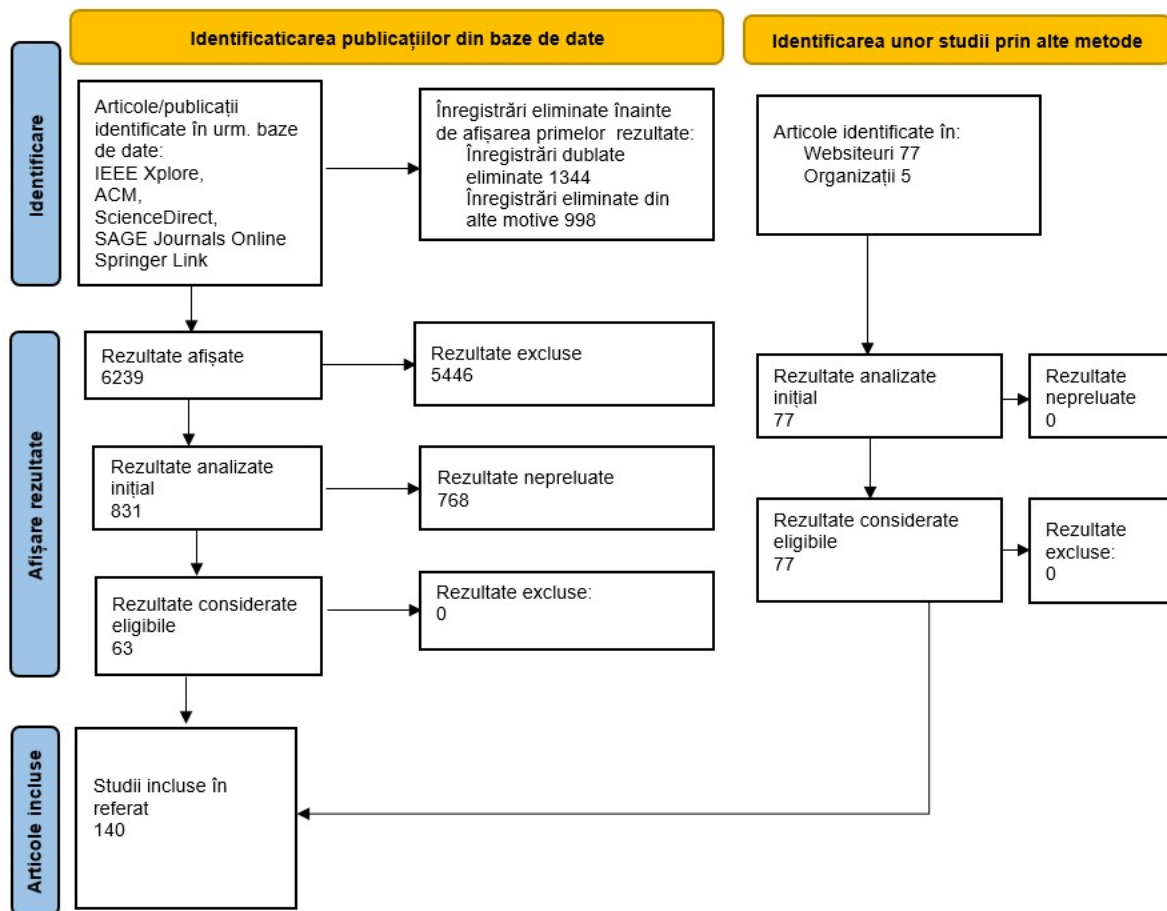 Identificaticarea publicațiilor din baze de date
Identificarea unor studii prin alte metode
Identificare
Articole/publicații
identificate în urm. baze
de date:
IEEE Xplore,
ACM,
ScienceDirect,
SAGE Journals Online
Springer Link
Înregistrări eliminate înainte
de afișarea primelor rezultate:
Înregistrări dublate
eliminate 1344
Înregistrări eliminate din
alte motive 998
Articole identificate în:
Websiteuri 77
Organizații 5
Afișare rezultate
Rezultate afișate
6239
Rezultate excluse
5446
Rezultate analizate
inițial
831
Rezultate nepreluate
768
Rezultate considerate
eligibile
63
Rezultate excluse:
0
Rezultate analizate
inițial
77
Rezultate
nepreluate
0
Rezultate considerate
eligibile
77
Rezultate
excluse:
0
Articole incluse
Studii incluse în
referat
140